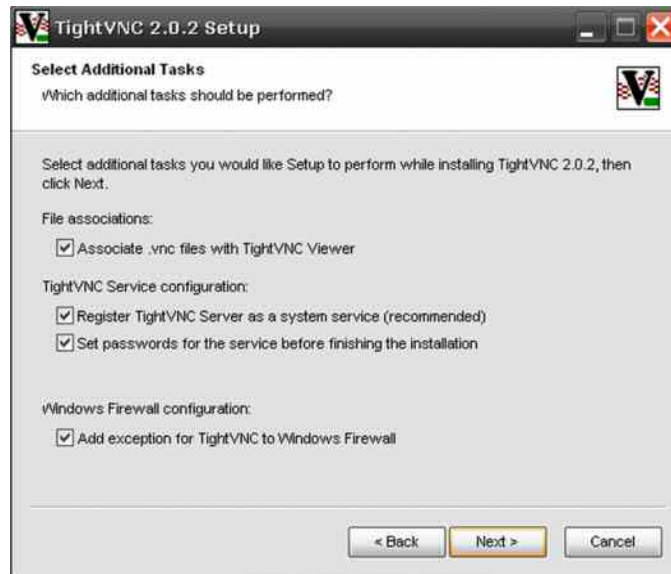 TightVNC 2.0.2 Setup
Select Additional Tasks
Which additional tasks should be performed?
Select additional tasks you would like Setup to perform while installing TightVNC 2.0.2, then
click Next.
File associations:
Associate .vnc files with TightVNC Viewer
TightVNC Service configuration:
Register TightVNC Server as a system service (recommended)
Set passwords for the service before finishing the installation
Windows Firewall configuration:
Add exception for TightVNC to Windows Firewall
< Back Next > Cancel